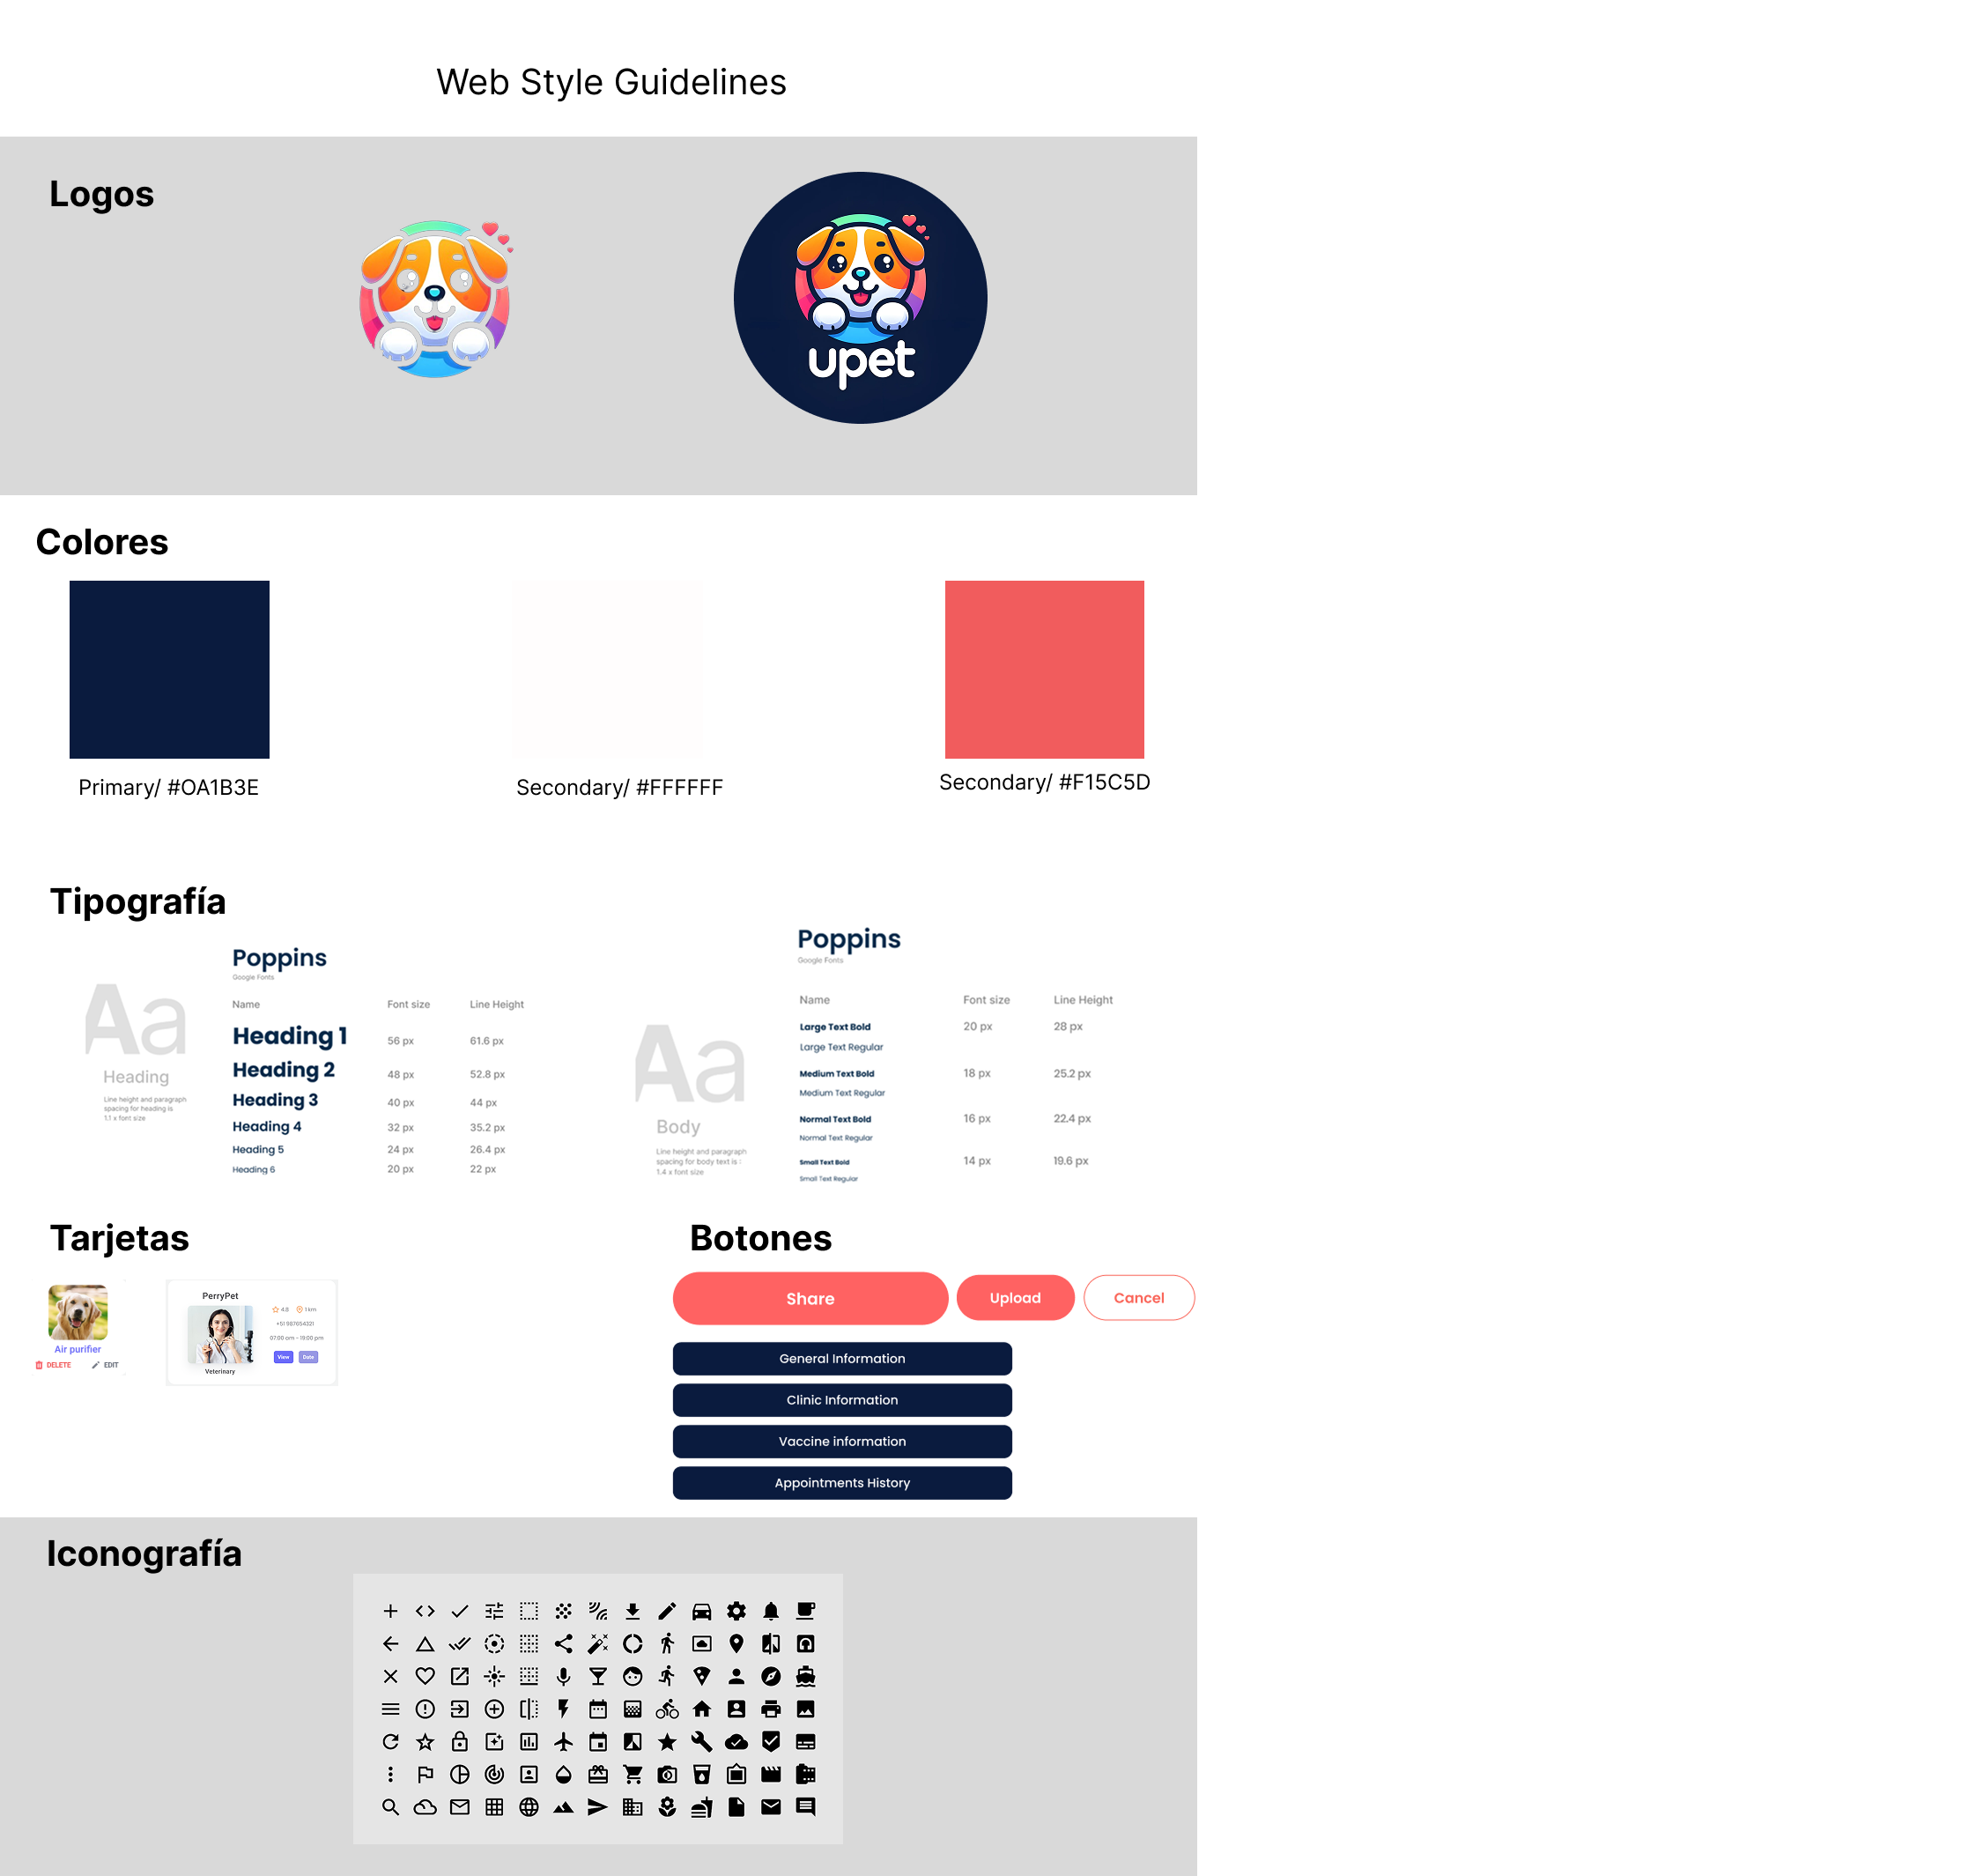 Web Style Guidelines
Logos
upet
Colores
Primary/ #OA1B3E
Secondary/ #FFFFFF
Secondary/ #F15C5D
Tipografía
Aa
Heading
Line height and paragraph
spacing for heading is
1.1 x font size
Poppins
Google Fonts
Name Font size Line Height
Heading 1 56 px 61.6 px
Heading 2 48 px 52.8 px
Heading 3 40 px 44 px
Heading 4 32 px 35.2 px
Heading 5 24 px 26.4 px
Heading 6 20 px 22 px
Aa
Body
Line height and paragraph
spacing for body text is :
1.4 x font size
Poppins
Google Fonts
Name Font size Line Height
Large Text Bold 20 px 28 px
Large Text Regular
Medium Text Bold 18 px 25.2 px
Medium Text Regular
Normal Text Bold 16 px 22.4 px
Normal Text Regular
Small Text Bold 14 px 19.6 px
Small Text Regular
Tarjetas
Air purifier
DELETE EDIT
PerryPet
4.8 1 km
+51 987654321
07:00 am - 19:00 pm
View Date
Veterinary
Botones
Share Upload Cancel
General Information
Clinic Information
Vaccine information
Appointments History
Iconografía